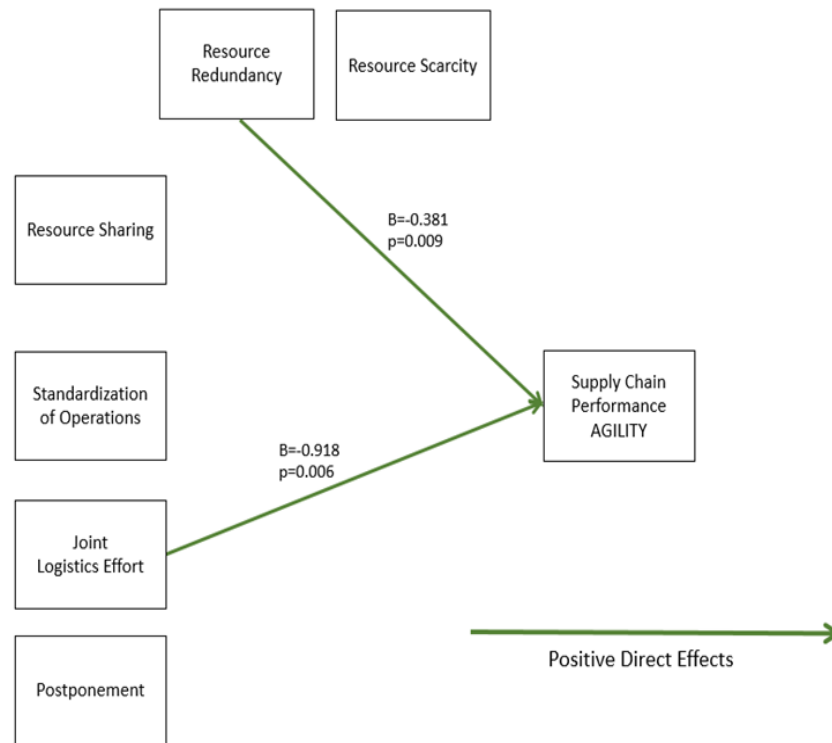 Resource
Redundancy
Resource Scarcity
Resource Sharing
B=-0.381
p=0.009
Standardization
of Operations
Supply Chain
Performance
AGILITY
B=-0.918
p=0.006
Joint
Logistics Effort
Positive Direct Effects
Postponement